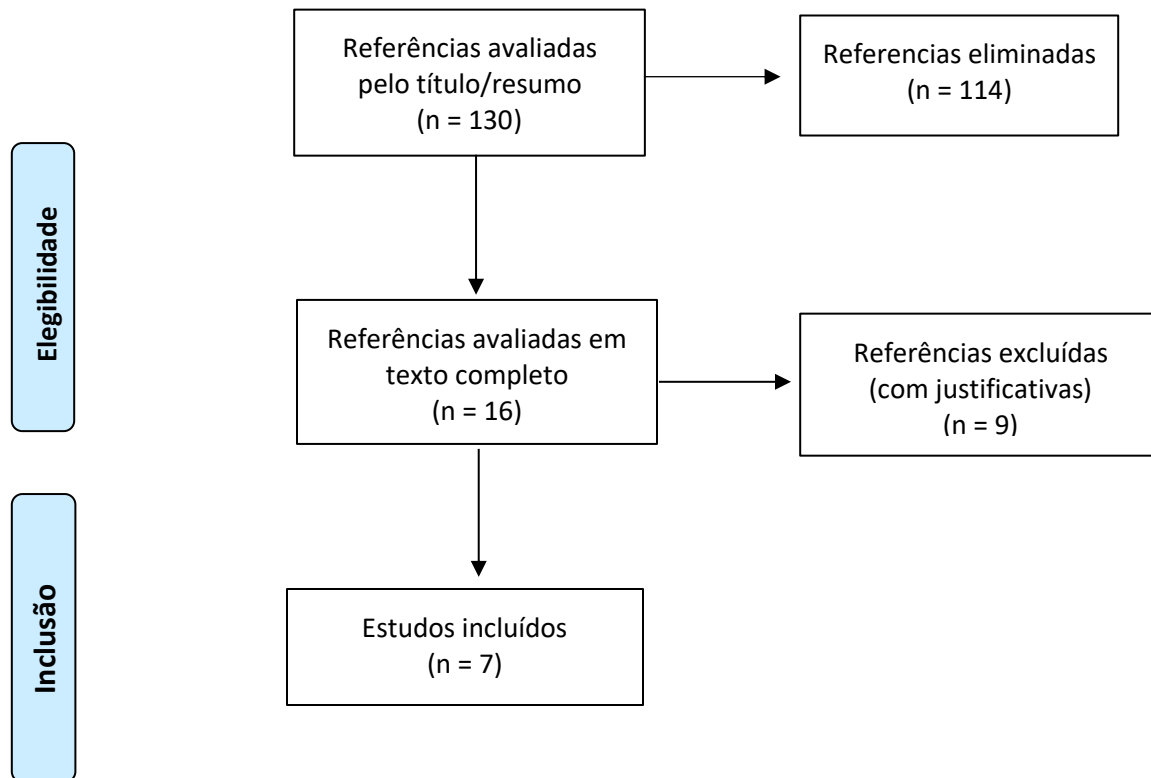 Referências avaliadas
pelo título/resumo
(n = 130)
Referencias eliminadas
(n = 114)
Elegibilidade
Referências avaliadas em
texto completo
(n = 16)
Referências excluídas
(com justificativas)
(n = 9)
Inclusão
Estudos incluídos
(n = 7)